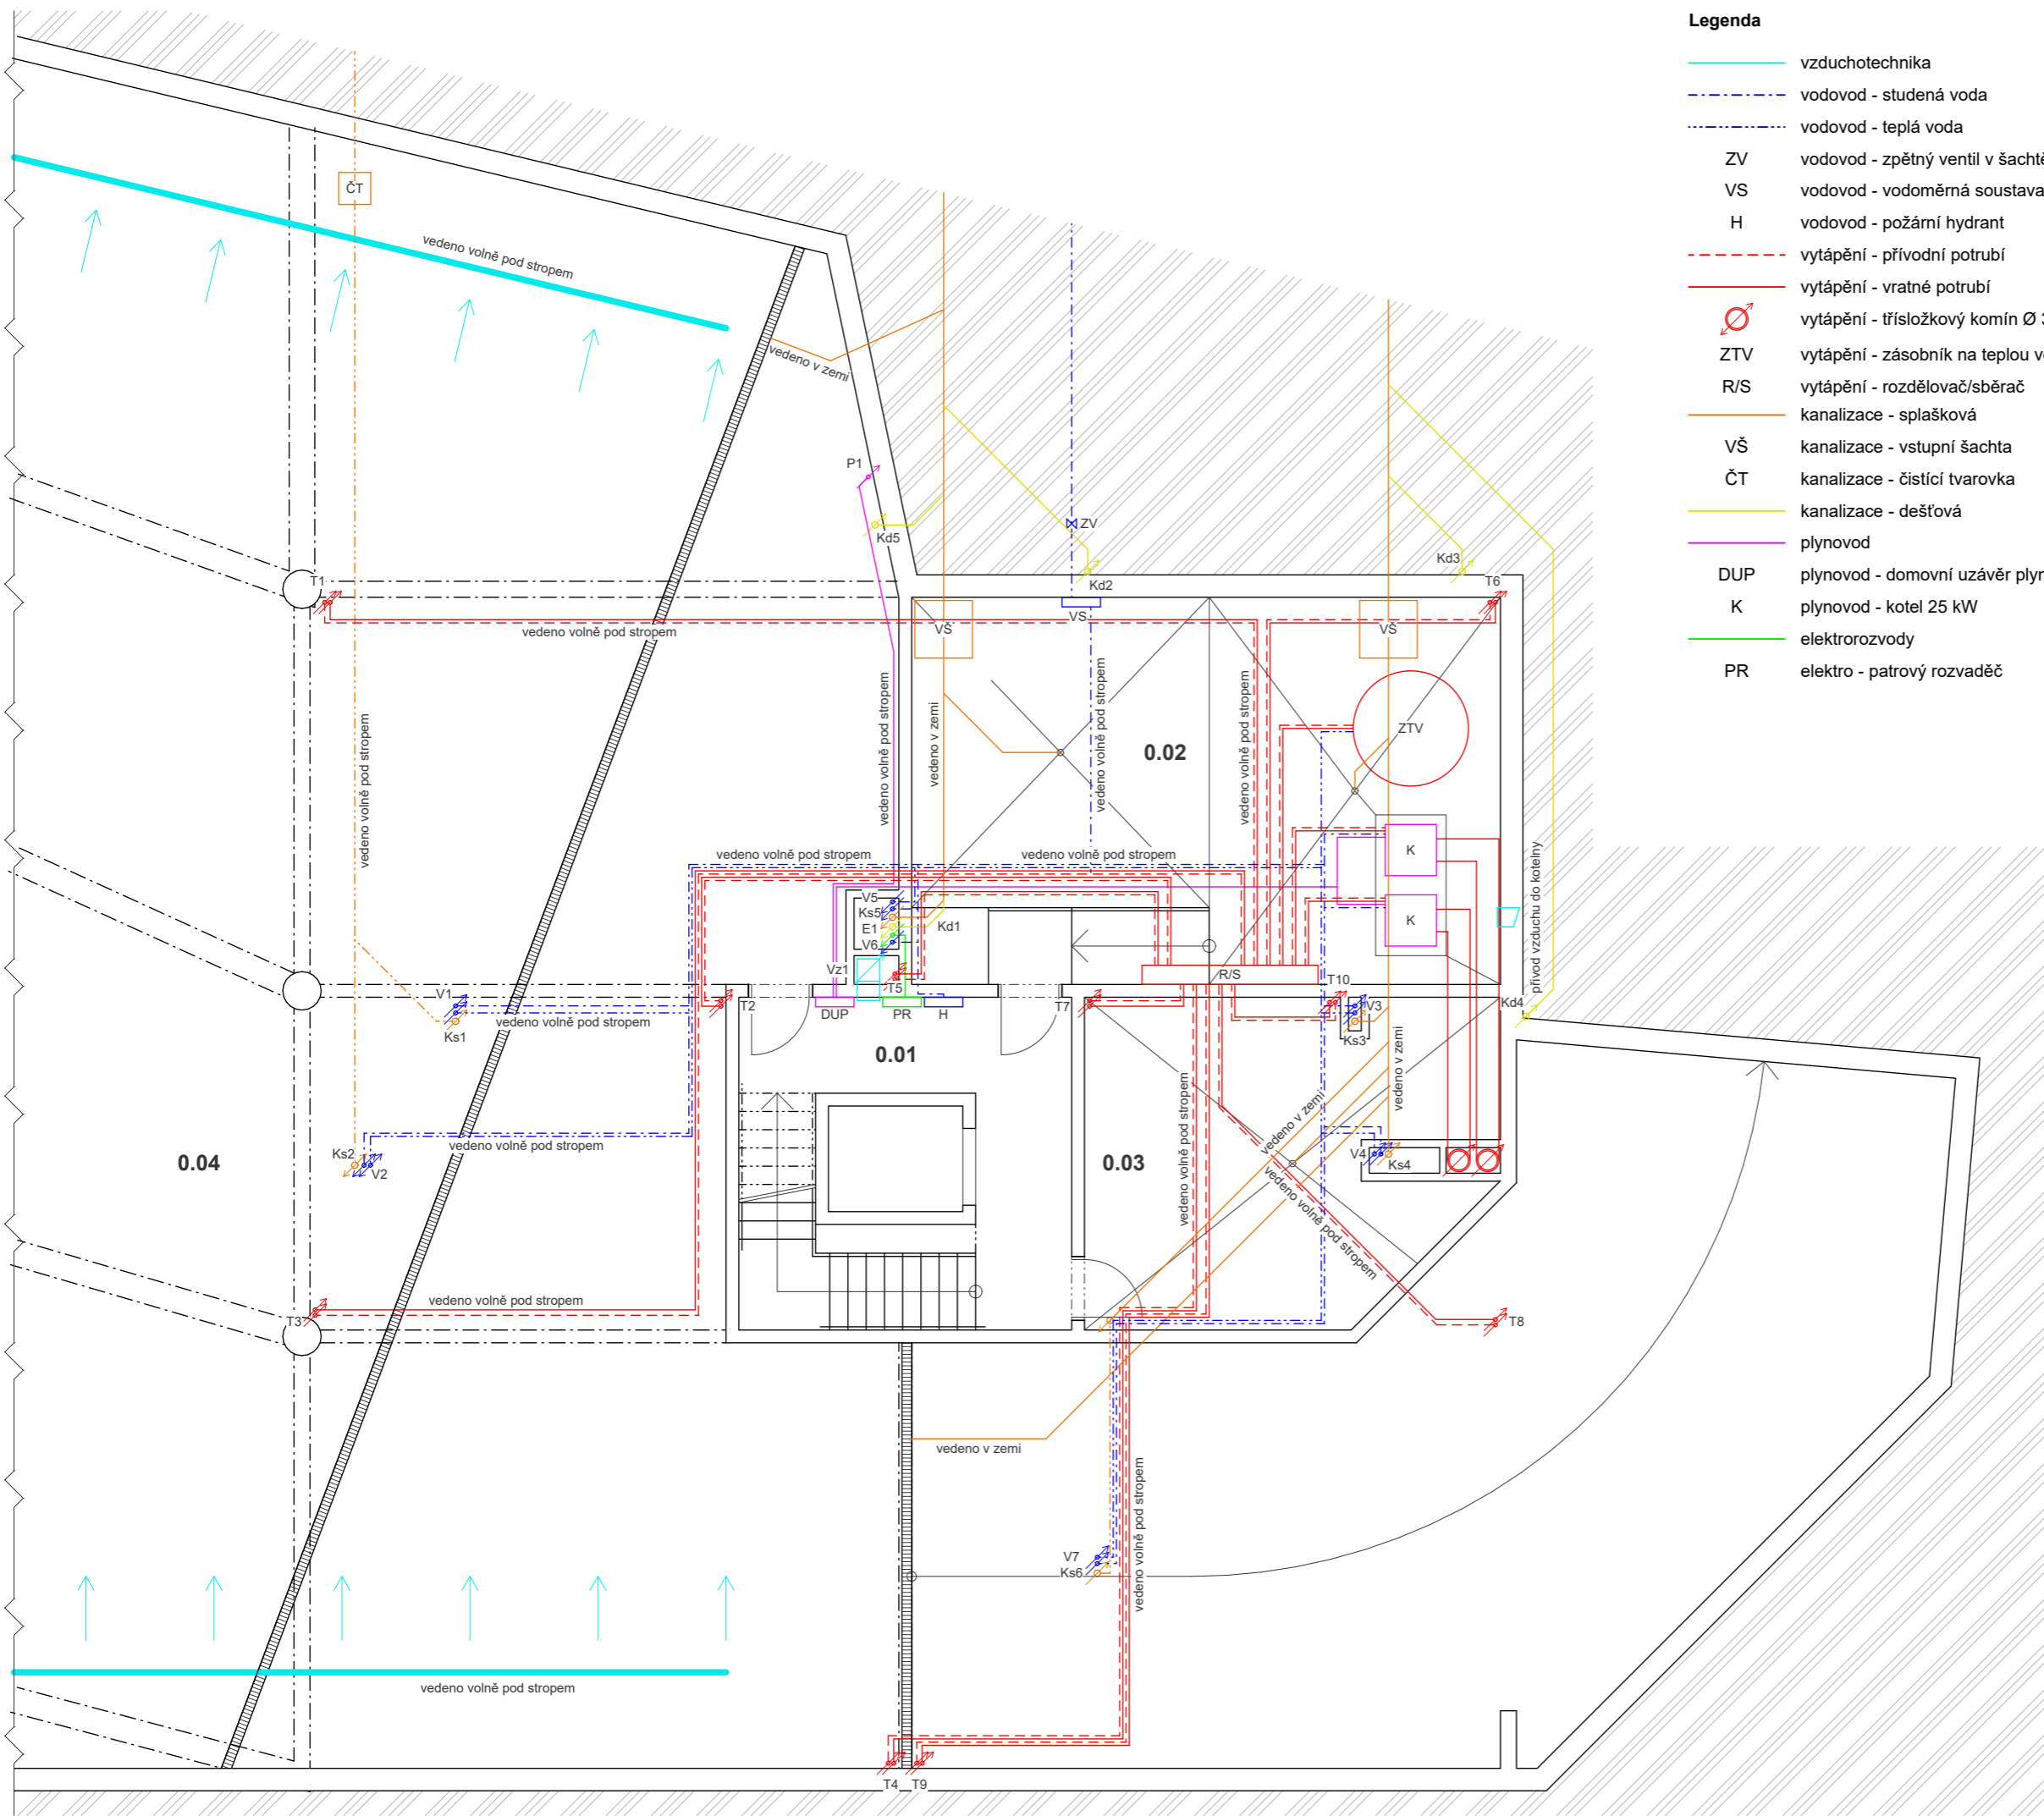 Legenda
vzduchotechnika
vodovod - studená voda
vodovod - teplá voda
ZV vodovod - zpětný ventil v šachtě
VS vodovod - vodoměrná soustava
H vodovod - požární hydrant
vytápění - přívodní potrubí
vytápění - vratné potrubí
vytápění - třísložkový komín Ø
ZTV vytápění - zásobník na teplou
R/S vytápění - rozdělovač/sběrač
kanalizace - splašková
VŠ kanalizace - vstupní šachta
ČT kanalizace - čistící tvarovka
kanalizace - dešťová
plynovod
DUP plynovod - domovní uzávěr
K plynovod - kotel 25 kW
elektrorozvody
PR elektro - patrový rozvaděč
ČT
vedeno volně pod stropem
vedeno v zemi
P1
Kd5
ZV
Kd2
Kd3
T6
T1
vedeno volně pod stropem
VŠ
VS
VŠ
vedeno volně pod stropem
vedeno volně pod stropem
vedeno v zemi
vedeno volně pod stropem
vedeno volně pod stropem
0.02
ZTV
K
K
přívod vzduchu do kotelny
vedeno volně pod stropem
vedeno volně pod stropem
V5
Ks5
E1
V6
Kd1
Vz1
T5
R/S
T10
V1
Ks1
vedeno volně pod stropem
T2
DUP
PR
H
T7
V3
Ks3
Kd4
0.01
vedeno v zemi
vedeno volně pod stropem
vedeno v zemi
vedeno volně pod stropem
vedeno volně pod stropem
Ks2
V2
0.04
0.03
V4
Ks4
vedeno volně pod stropem
T3
T8
vedeno v zemi
vedeno volně pod stropem
V7
Ks6
vedeno volně pod stropem
T4
T9